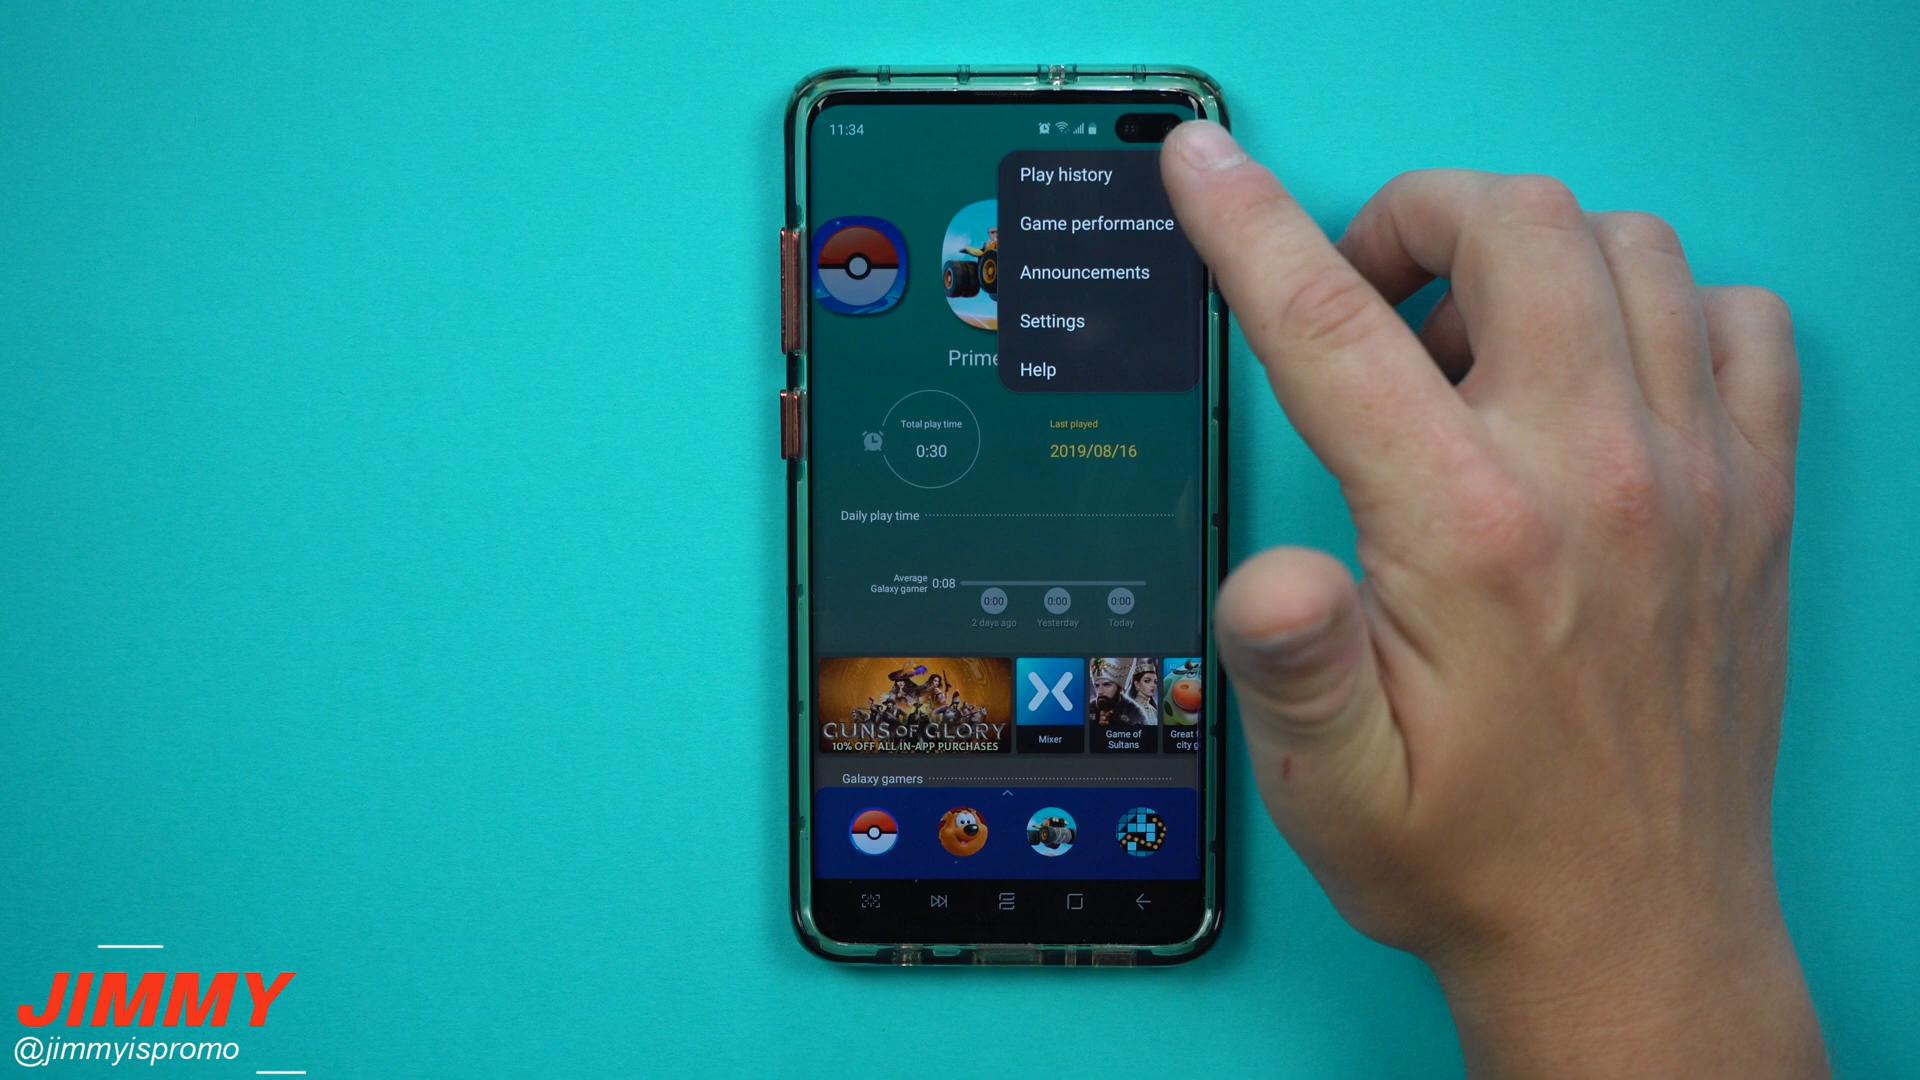 11:34
Play history
Game performance
Announcements
Settings
Help
Prime
Total play time
0:30
Last played
2019/08/16
Daily play time
Average
Galaxy gamer
0:08
0:00
0:00
0:00
2 days ago
Yesterday
Today
GUNS OF GLORY
10% OFF ALL IN-APP PURCHASES
Mixer
Game of
Sultans
Great
city g
Galaxy gamers
JIMMY
@jimmyispromo